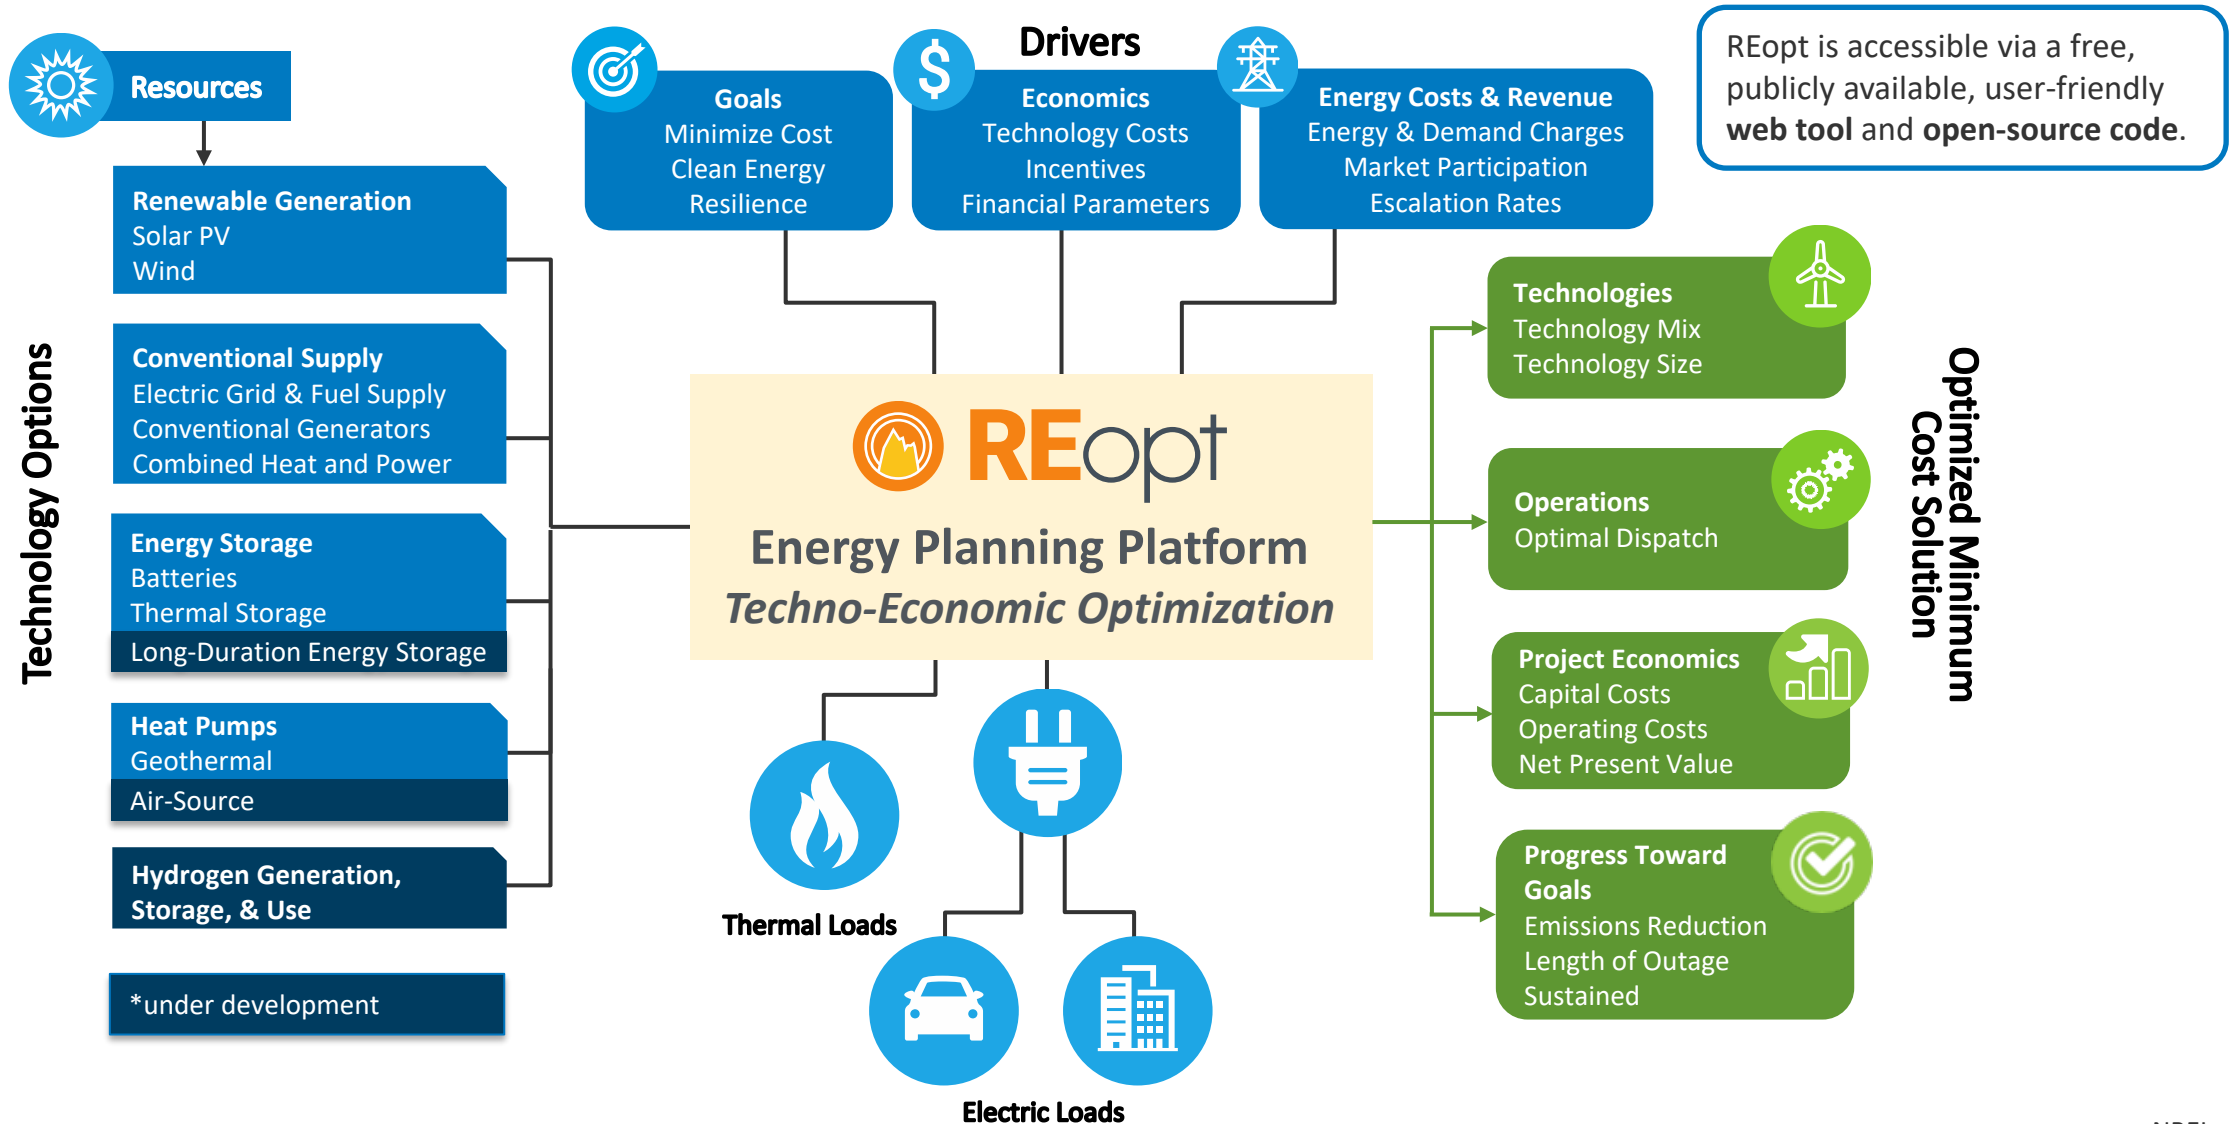 Resources
Renewable Generation
Solar PV
Wind
Conventional Supply
Electric Grid & Fuel Supply
Conventional Generators
Combined Heat and Power
Energy Storage
Batteries
Thermal Storage
Long-Duration Energy Storage
Heat Pumps
Geothermal
Air-Source
Hydrogen Generation,
Storage, & Use
*under development
Technology Options
Drivers
Goals
Minimize Cost
Clean Energy
Resilience
Economics
Technology Costs
Incentives
Financial Parameters
Energy Costs & Revenue
Energy & Demand Charges
Market Participation
Escalation Rates
REopt is accessible via a free,
publicly available, user-friendly
web tool and open-source code.
REopt
Energy Planning Platform
Techno-Economic Optimization
Thermal Loads
Electric Loads
Technologies
Technology Mix
Technology Size
Operations
Optimal Dispatch
Project Economics
Capital Costs
Operating Costs
Net Present Value
Progress Toward
Goals
Emissions Reduction
Length of Outage
Sustained
Optimized Minimum
Cost Solution